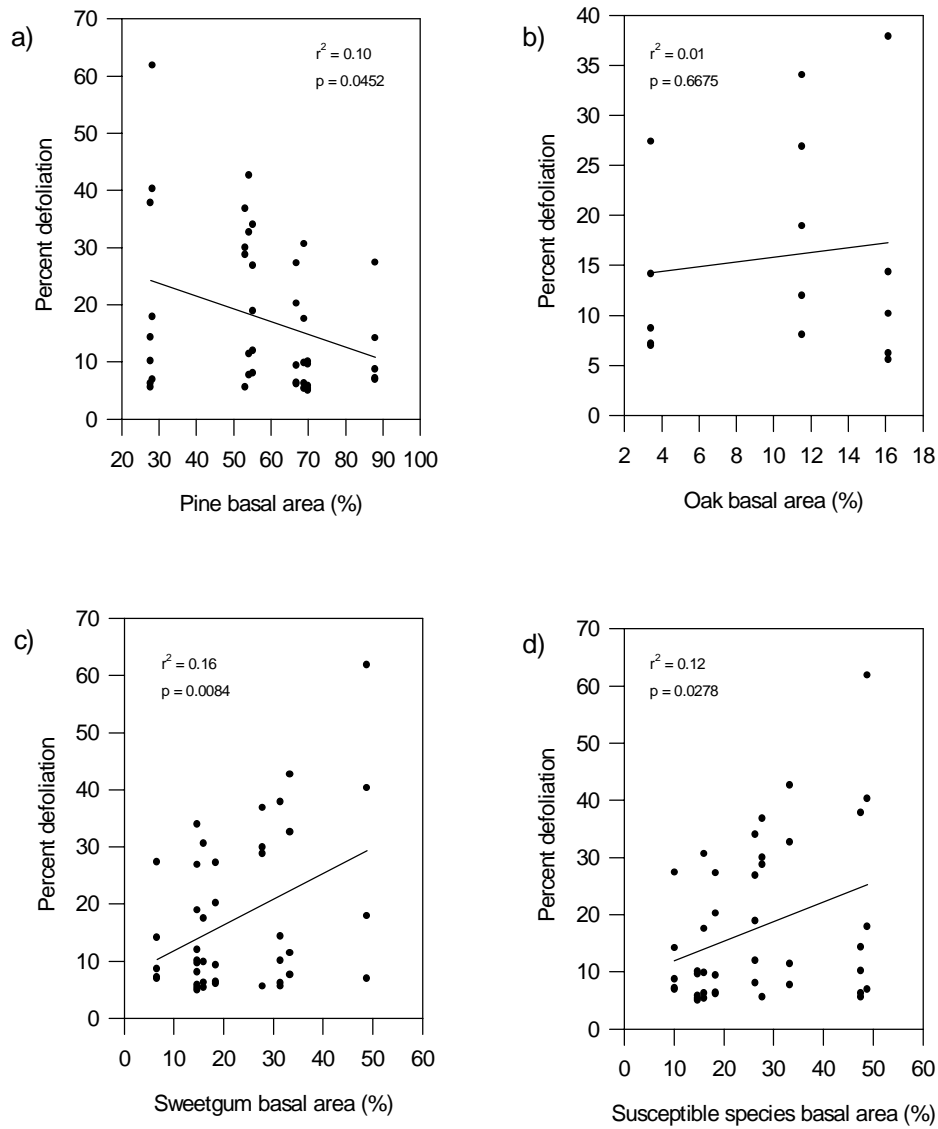 a)
r² = 0.10
p = 0.0452
Percent defoliation
70
60
50
40
30
20
10
0
20 30 40 50 60 70 80 90 100
Pine basal area (%)
b)
r² = 0.01
p = 0.6675
Percent defoliation
40
35
30
25
20
15
10
5
0
2 4 6 8 10 12 14 16 18
Oak basal area (%)
c)
r² = 0.16
p = 0.0084
Percent defoliation
70
60
50
40
30
20
10
0
0 10 20 30 40 50 60
Sweetgum basal area (%)
d)
r² = 0.12
p = 0.0278
Percent defoliation
70
60
50
40
30
20
10
0
0 10 20 30 40 50 60
Susceptible species basal area (%)